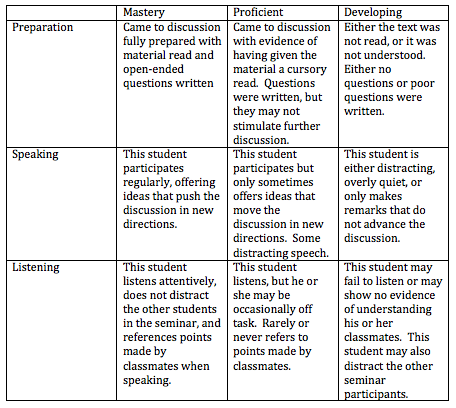 Mastery
Proficient
Developing
Preparation
Came to discussion
fully prepared with
material read and
open-ended
questions written
Came to discussion
with evidence of
having given the
material a cursory
read.  Questions
were written, but
they may not
stimulate further
discussion.
Either the text was
not read, or it was
not understood.
Either no
questions or poor
questions were
written.
Speaking
This student
participates
regularly, offering
ideas that push the
discussion in new
directions.
This student
participates but
only sometimes
offers ideas that
move the
discussion in new
directions.  Some
distracting speech.
This student is
either distracting,
overly quiet, or
only makes
remarks that do
not advance the
discussion.
Listening
This student
listens attentively,
does not distract
the other students
in the seminar, and
references points
made by
classmates when
speaking.
This student
listens, but he or
she may be
occasionally off
task.  Rarely or
never refers to
points made by
classmates.
This student may
fail to listen or may
show no evidence
of understanding
his or her
classmates.  This
student may also
distract the other
seminar
participants.